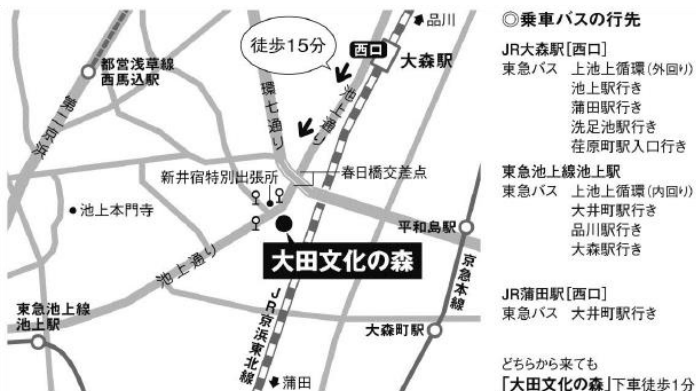 品川
徒歩15分
西口
大森駅
都営浅草線
西馬込駅
第二京浜
環七通り
池上通り
新井宿特別出張所
春日橋交差点
池上本門寺
平和島駅
池上通り
大田文化の森
京急本線
東急池上線
池上駅
JR京浜東北線
大森町駅
蒲田
◎乗車バスの行先
JR大森駅[西口]
東急バス 上池上循環(外回り)
池上駅行き
蒲田駅行き
洗足池駅行き
荏原町駅入口行き
東急池上線池上駅
東急バス 上池上循環(内回り)
大井町駅行き
品川駅行き
大森駅行き
JR蒲田駅[西口]
東急バス 大井町駅行き
どちらから来ても
「大田文化の森」下車徒歩1分